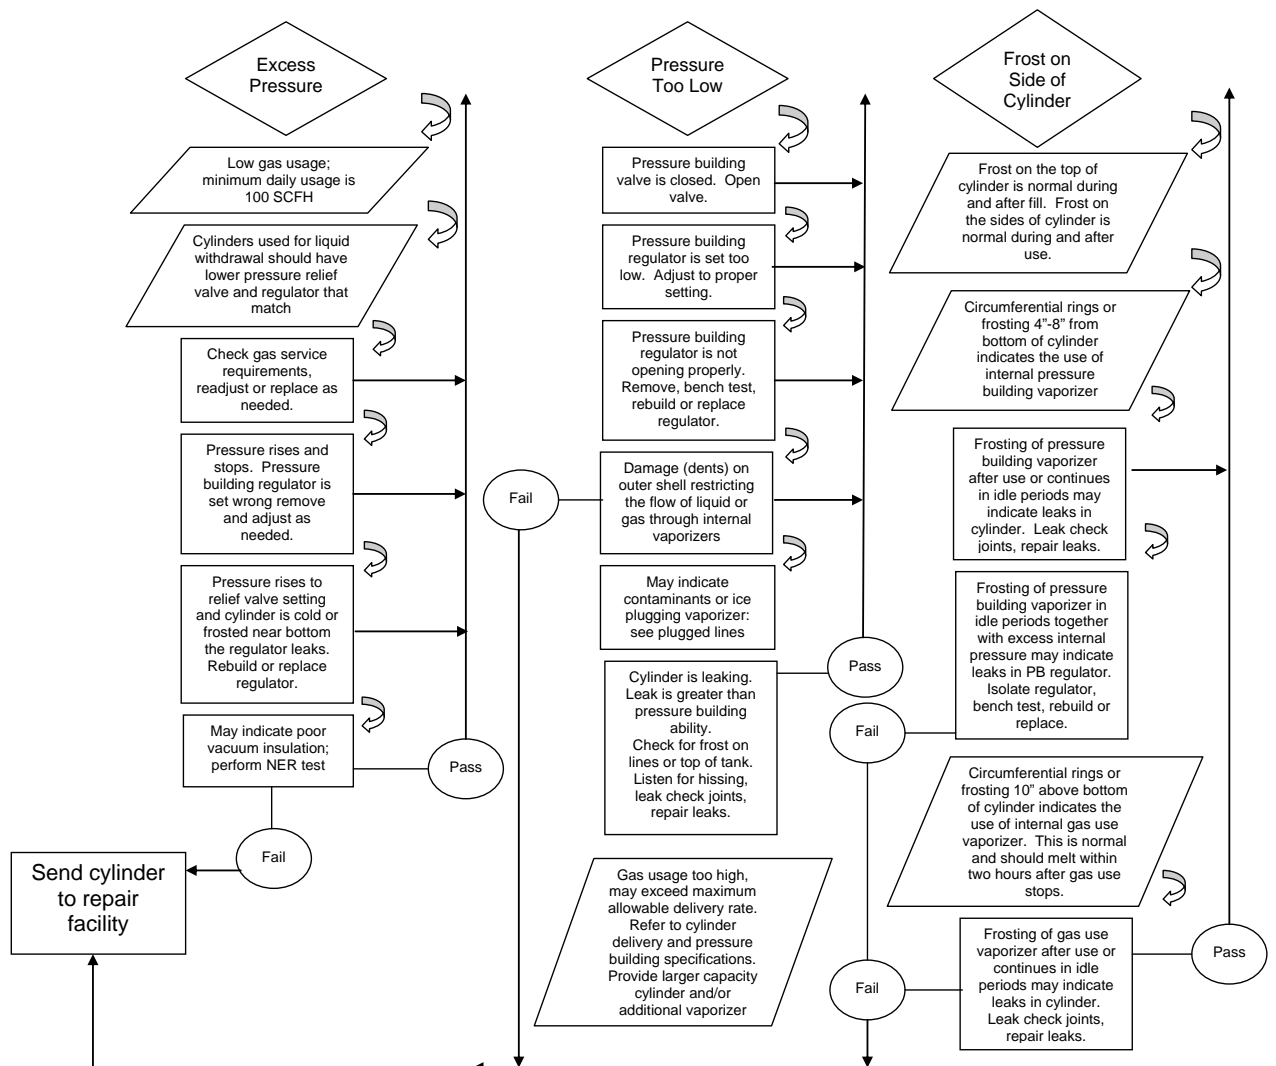 Excess
Pressure
Low gas usage;
minimum daily usage is
100 SCFH
Cylinders used for liquid
withdrawal should have
lower pressure relief
valve and regulator that
match
Check gas service
requirements,
readjust or replace as
needed.
Pressure rises and
stops. Pressure
building regulator is
set wrong remove
and adjust as
needed.
Pressure rises to
relief valve setting
and cylinder is cold or
frosted near bottom
the regulator leaks.
Rebuild or replace
regulator.
May indicate poor
vacuum insulation;
perform NER test
Pass
Fail
Send cylinder
to repair
facility
Pressure
Too Low
Pressure building
valve is closed. Open
valve.
Pressure building
regulator is set too
low. Adjust to proper
setting.
Pressure building
regulator is not
opening properly.
Remove, bench test,
rebuild or replace
regulator.
Fail
Damage (dents) on
outer shell restricting
the flow of liquid or
gas through internal
vaporizers
May indicate
contaminants or ice
plugging vaporizer:
see plugged lines
Cylinder is leaking.
Leak is greater than
pressure building
ability.
Check for frost on
lines or top of tank.
Listen for hissing,
leak check joints,
repair leaks.
Pass
Gas usage too high,
may exceed maximum
allowable delivery rate.
Refer to cylinder
delivery and pressure
building specifications.
Provide larger capacity
cylinder and/or
additional vaporizer
Frost on
Side of
Cylinder
Frost on the top of
cylinder is normal during
and after fill. Frost on
the sides of cylinder is
normal during and after
use.
Circumferential rings or
frosting 4”-8” from
bottom of cylinder
indicates the use of
internal pressure
building vaporizer
Frosting of pressure
building vaporizer
after use or continues
in idle periods may
indicate leaks in
cylinder. Leak check
joints, repair leaks.
Frosting of pressure
building vaporizer in
idle periods together
with excess internal
pressure may indicate
leaks in PB regulator.
Isolate regulator,
bench test, rebuild or
replace.
Fail
Circumferential rings or
frosting 10” above bottom
of cylinder indicates the
use of internal gas use
vaporizer. This is normal
and should melt within
two hours after gas use
stops.
Frosting of gas use
vaporizer after use or
continues in idle
periods may indicate
leaks in cylinder.
Leak check joints,
repair leaks.
Pass
Fail